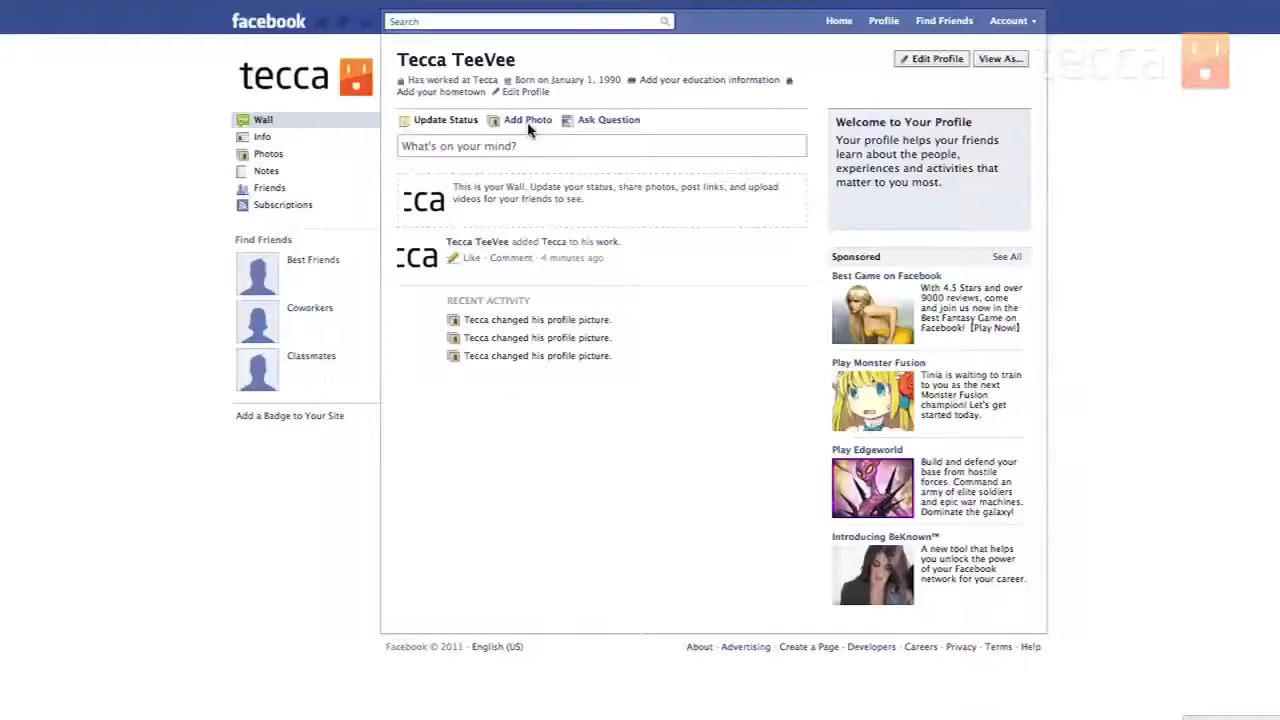 facebook
Search
Home
Profile
Find Friends
Account
tecca
tecca
Wall
Info
Photos
Notes
Friends
Subscriptions
Find Friends
Best Friends
Coworkers
Classmates
Add a Badge to Your Site
Tecca TeeVee
Edit Profile
View As...
Has worked at Tecca Born on January 1, 1990 Add your education information
Add your hometown Edit Profile
Update Status Add Photo Ask Question
What's on your mind?
:ca
This is your Wall. Update your status, share photos, post links, and upload
videos for your friends to see.
:ca
Tecca TeeVee added Tecca to his work.
Like · Comment · 4 minutes ago
RECENT ACTIVITY
Tecca changed his profile picture.
Tecca changed his profile picture.
Tecca changed his profile picture.
Welcome to Your Profile
Your profile helps your friends
learn about the people,
experiences and activities that
matter to you most.
Sponsored
See All
Best Game on Facebook
With 4.5 Stars and over
9000 reviews, come
and join us now in the
Best Fantasy Game on
Facebook!【Play Now!】
Play Monster Fusion
Tinia is waiting to train
to you as the next
Monster Fusion
champion! Let's get
started today.
Play Edgeworld
Build and defend your
base from hostile
forces. Command an
army of elite soldiers
and epic war machines.
Dominate the galaxy!
Introducing BeKnown™
A new tool that helps
you unlock the power
of your Facebook
network for your career.
Facebook © 2011 · English (US)
About · Advertising · Create a Page · Developers · Careers · Privacy · Terms · Help